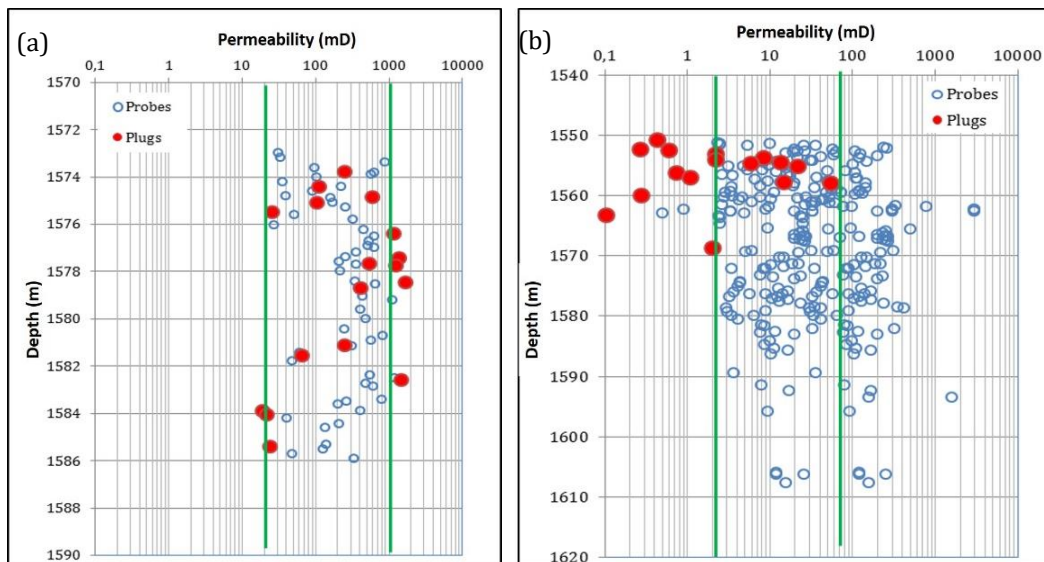 (a)
Permeability (mD)
0,1 1 10 100 1000 10000
1570
1572
1574
1576
1578
1580
1582
1584
1586
1588
1590
Depth (m)
Probes
Plugs
(b)
Permeability (mD)
0,1 1 10 100 1000 10000
1540
1550
1560
1570
1580
1590
1600
1610
1620
Depth (m)
Probes
Plugs